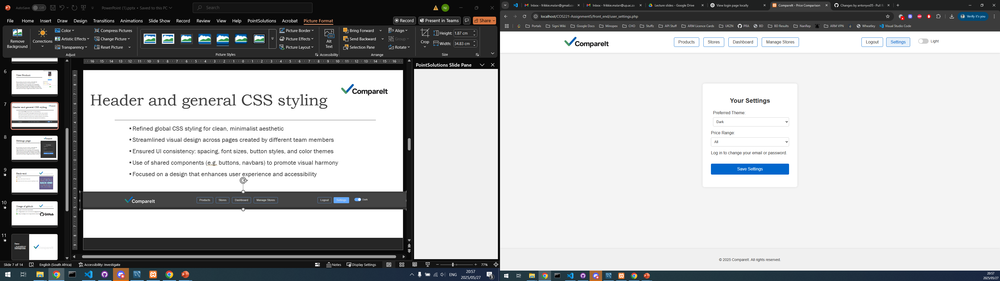 AutoSave Off PowerPoint (1).pptx • Saved to this PC Search NJ
File Home Insert Draw Design Transitions Animations Slide Show Record Review View Help PointSolutions Acrobat Picture Format Record Present in Teams Share
Remove Background
Corrections
Color
Artistic Effects
Transparency
Compress Pictures
Change Picture
Reset Picture
Adjust
Picture Styles
Picture Border
Picture Effects
Picture Layout
Alt Text
Accessibility
Bring Forward
Send Backward
Selection Pane
Align
Group
Rotate
Arrange
Crop
Height: 1.87 cm
Width: 34.83 cm
Size
6
View Product
7
Header and general CSS styling
8
Settings page
9
Back-end
BACK-END
10
Usage of github
GitHub
11
Demo
CompareIt
Header and general CSS styling
• Refined global CSS styling for clean, minimalist aesthetic
• Streamlined visual design across pages created by different team members
• Ensured UI consistency: spacing, font sizes, button styles, and color themes
• Use of shared components (e.g. buttons, navbars) to promote visual harmony
• Focused on a design that enhances user experience and accessibility
CompareIt Products Stores Dashboard Manage Stores Logout Settings Dark
PointSolutions Slide Pane
Slide 7 of 14 English (South Africa) Accessibility: Investigate Notes Display Settings 77%
ENG 20:57
2025/05/27
3
Inbox - frikkie.malan@gmail.co Inbox - frikkie.malan@up.ac.za Lecture slides - Google Drive View login page locally CompareIt - Price Comparison Changes by antonyvs05 · Pull R
localhost/COS221-Assignment5/front_end/user_settings.php Verify it's you
Portals Signi Wiki Google Docs Minopex CHO Stuffz API Stuff ARM Licence Cards UKZN PRA BD BD Results NanRep ARM VPN Wheatley Visual Studio Code
CompareIt Products Stores Dashboard Manage Stores Logout Settings Light
Your Settings
Preferred Theme:
Dark
Price Range:
All
Log in to change your email or password.
Save Settings
© 2025 CompareIt. All rights reserved.
20:57
2025/05/27